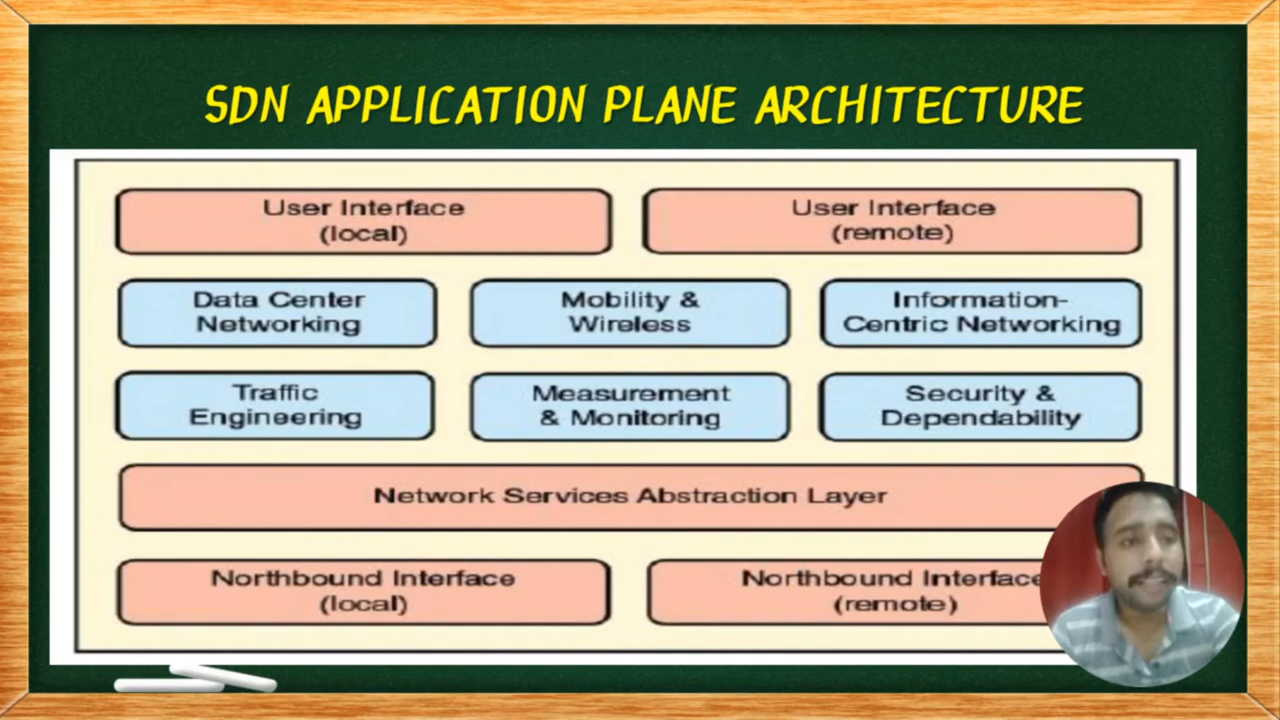 SDN APPLICATION PLANE ARCHITECTURE
User Interface
(local)
User Interface
(remote)
Data Center
Networking
Mobility &
Wireless
Information-
Centric Networking
Traffic
Engineering
Measurement
& Monitoring
Security &
Dependability
Network Services Abstraction Layer
Northbound Interface
(local)
Northbound Interface
(remote)